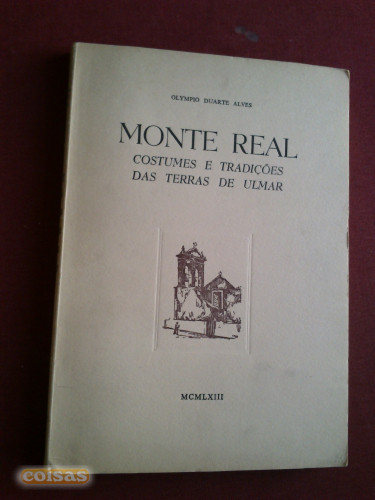 OLYMPIO DUARTE ALVES
MONTE REAL
COSTUMES E TRADIÇÕES
DAS TERRAS DE ULMAR
MCMLXIII
coisas